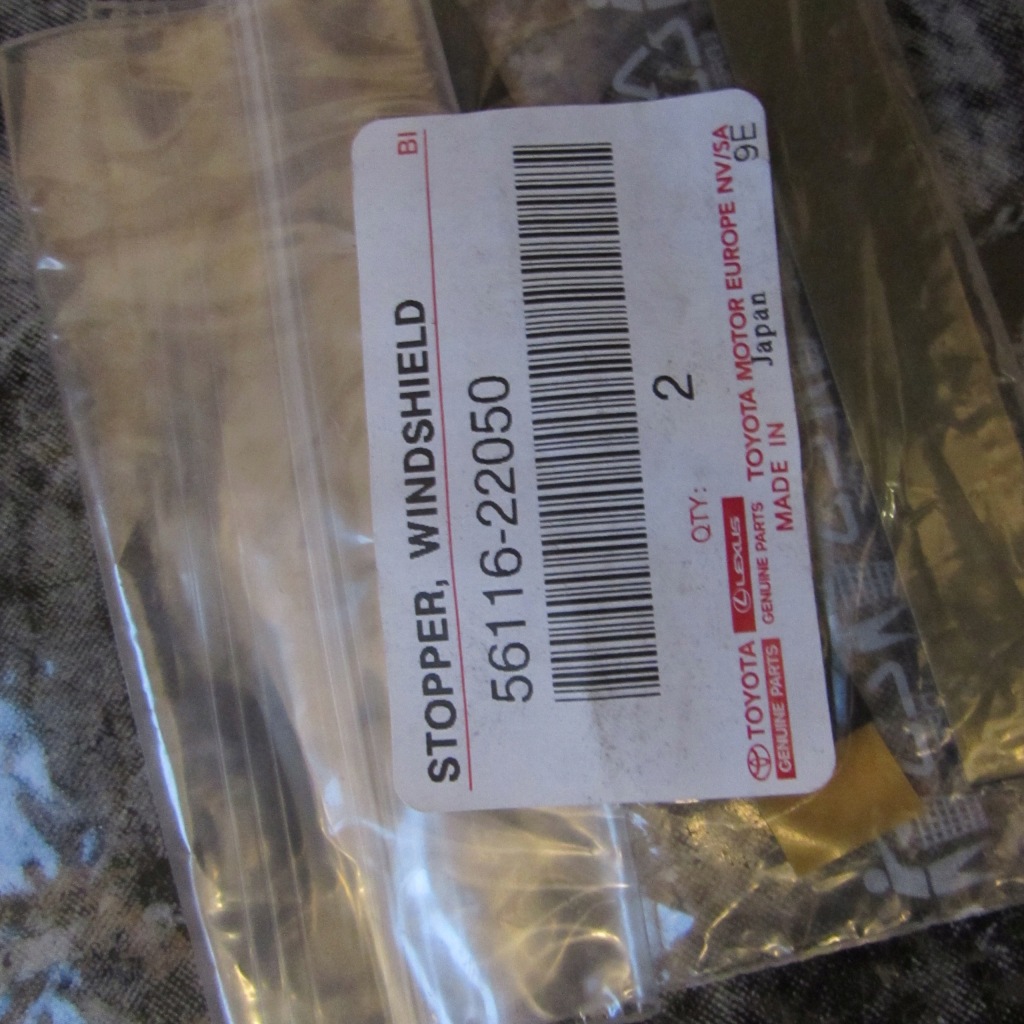 BI
STOPPER, WINDSHIELD
56116-22050
QTY: 2
TOYOTA LEXUS TOYOTA MOTOR EUROPE NV/SA
GENUINE PARTS GENUINE PARTS MADE IN Japan 9E